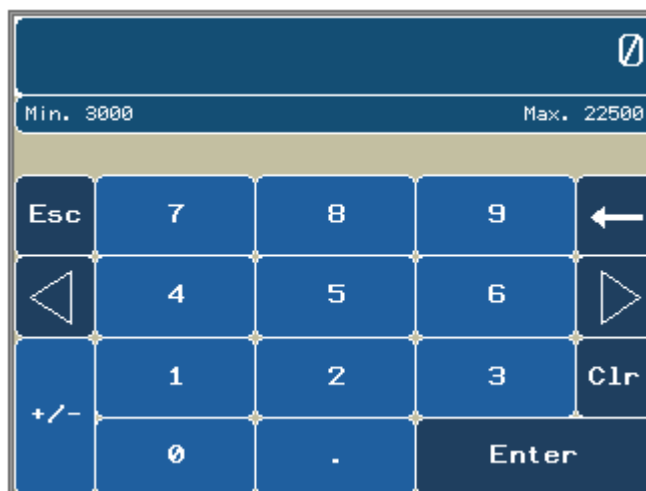 0
Min. 3000 Max. 22500
Esc 7 8 9 ←
4 5 6
1 2 3 Clr
+/-
0 . Enter